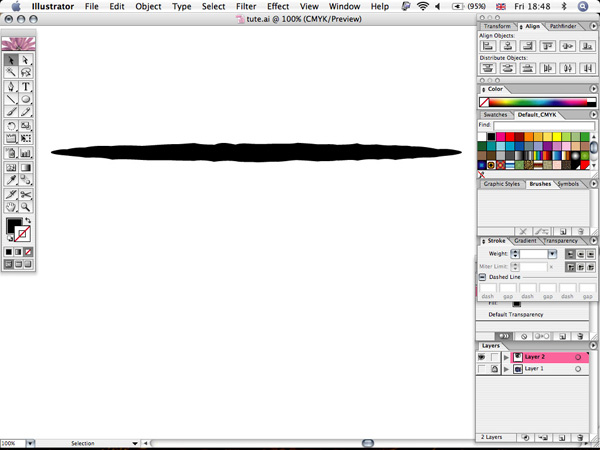 Illustrator File Edit Object Type Select Filter Effect View Window Help (95%) Fri 18:48
tute.ai @ 100% (CMYK/Preview)
Transform Align Pathfinder
Align Objects:
Distribute Objects:
Color
Swatches Default_CMYK
Find:
Graphic Styles Brushes Symbols
Stroke Gradient Transparency
Weight:
Miter Limit: x
Dashed Line
dash gap dash gap dash gap
Fill:
Default Transparency
Layers
Layer 2
Layer 1
2 Layers
100% Selection